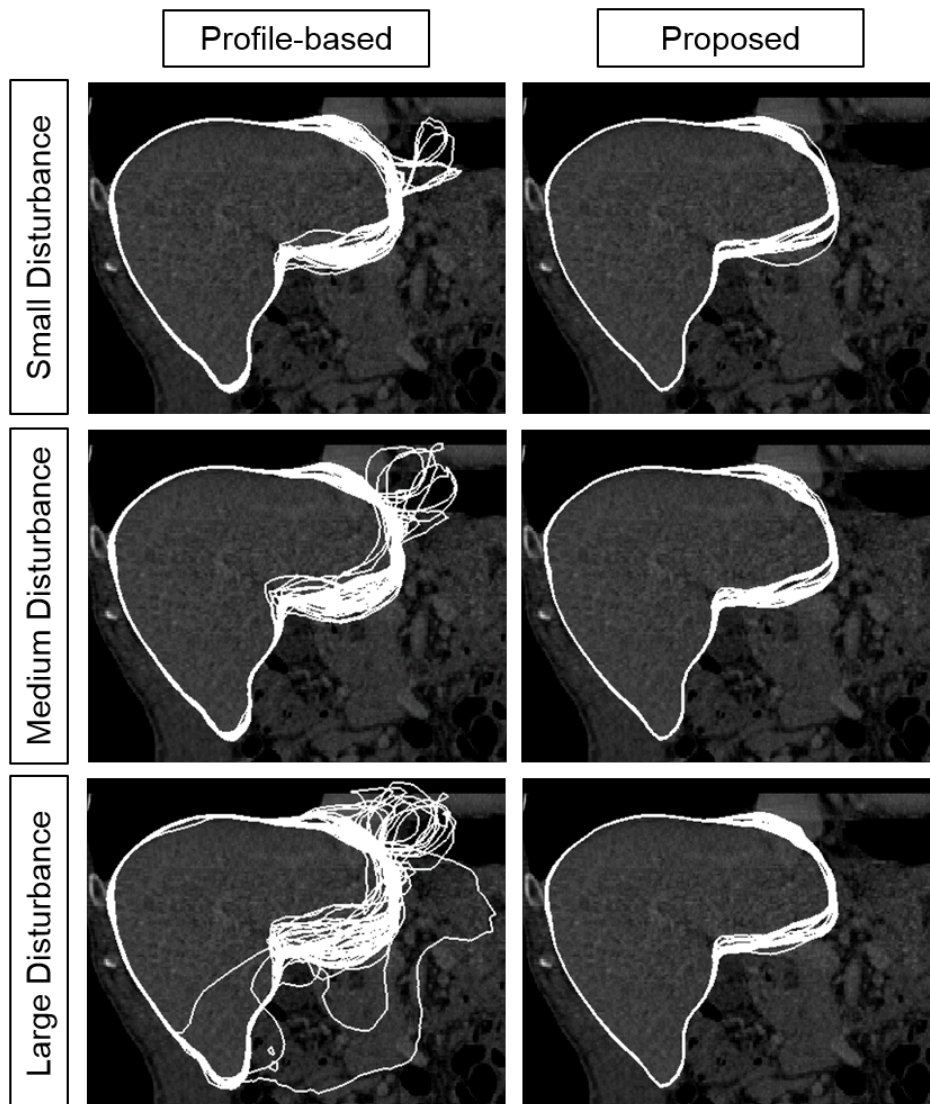 Profile-based
Proposed
Small Disturbance
Medium Disturbance
Large Disturbance